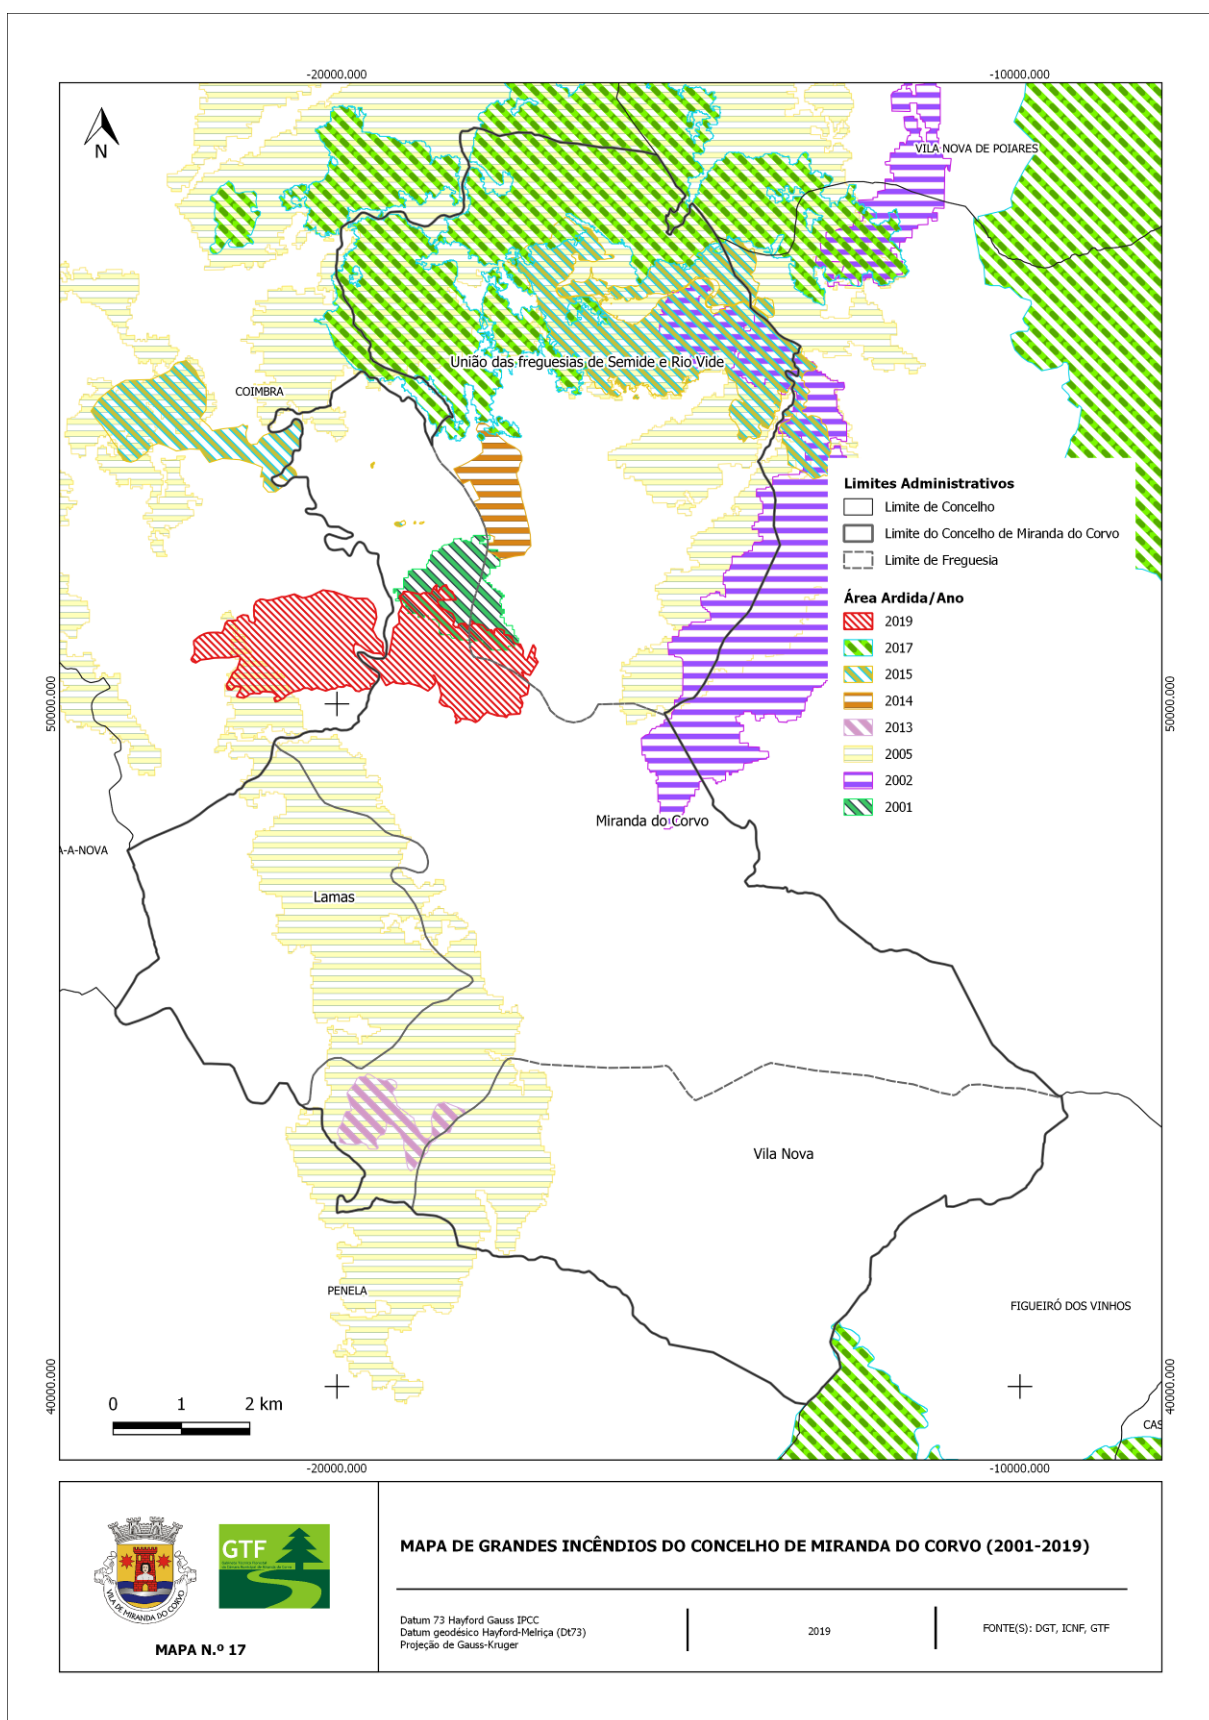 -20000.000
-10000.000
N
VILA NOVA DE POIARES
União das freguesias de Semide e Rio Vide
COIMBRA
Limites Administrativos
Limite de Concelho
Limite do Concelho de Miranda do Corvo
Limite de Freguesia
Área Ardida/Ano
2019
2017
2015
2014
2013
2005
2002
2001
50000.000
50000.000
Miranda do Corvo
A-A-NOVA
Lamas
Vila Nova
PENELA
FIGUEIRÓ DOS VINHOS
40000.000
40000.000
0 1 2 km
CAS
-20000.000
-10000.000
GTF
VILA DE MIRANDA DO CORVO
MAPA N.º 17
MAPA DE GRANDES INCÊNDIOS DO CONCELHO DE MIRANDA DO CORVO (2001-2019)
Datum 73 Hayford Gauss IPCC
Datum geodésico Hayford-Melriça (Dt73)
Projeção de Gauss-Kruger
2019
FONTE(S): DGT, ICNF, GTF